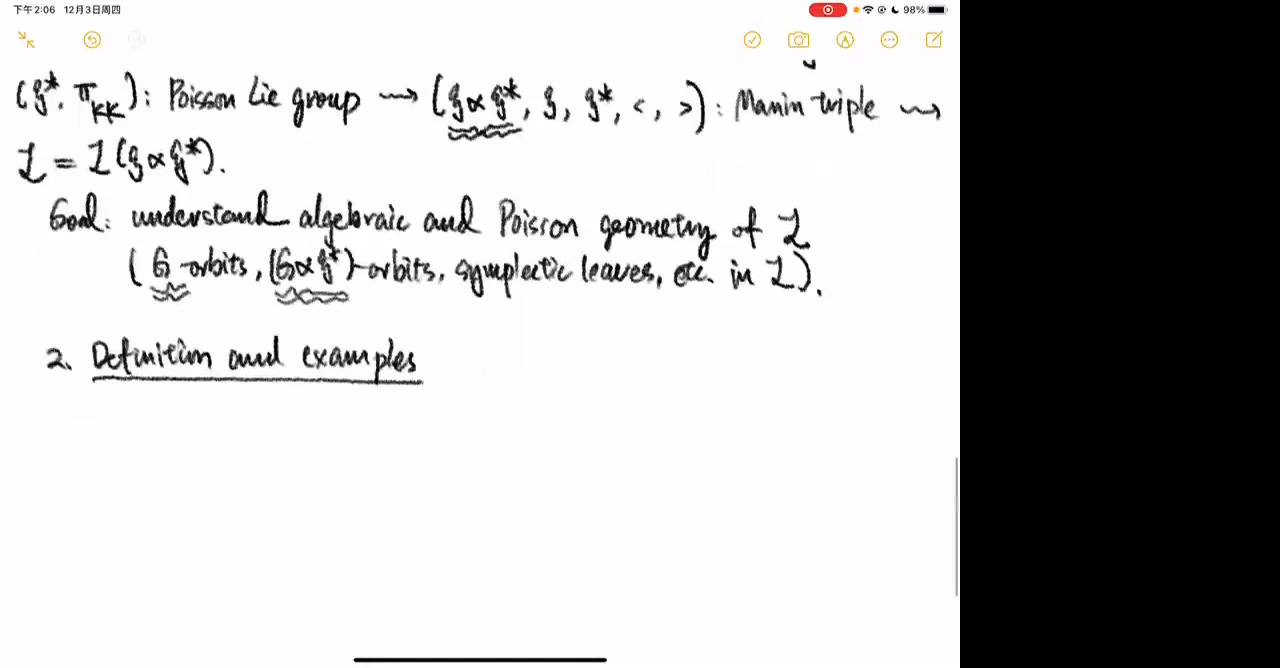 下午2:06 12月3日周四 98%
(𝔤*, π_KK): Poisson Lie group ⇝ (𝔤∝𝔤*, 𝔤, 𝔤*, <, >): Manin triple ⇝
ℒ = ℒ(𝔤∝𝔤*).
Goal: understand algebraic and Poisson geometry of ℒ
(G-orbits, (G∝𝔤*)-orbits, symplectic leaves, etc. in ℒ).
2. Definition and examples